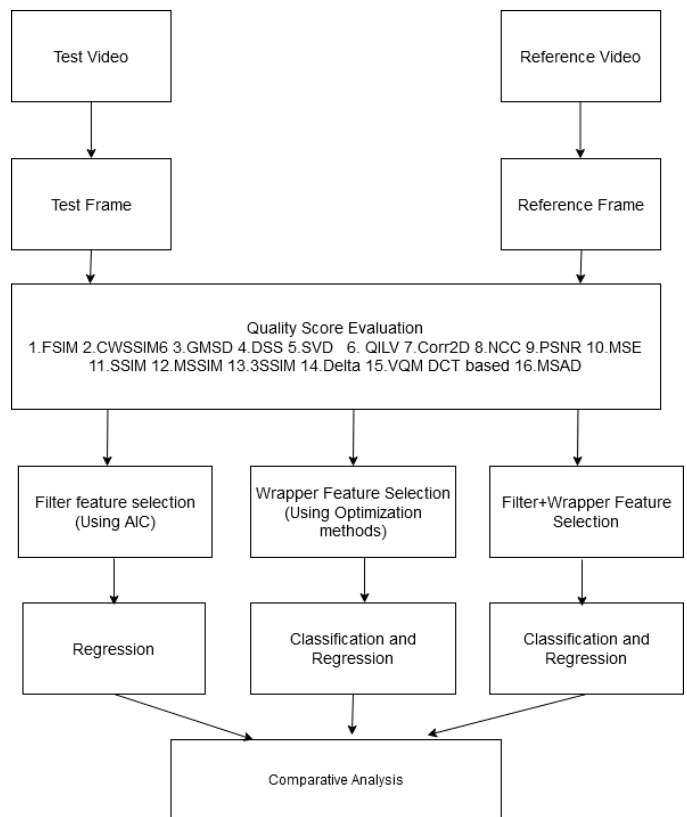 Test Video
Reference Video
Test Frame
Reference Frame
Quality Score Evaluation
1.FSIM 2.CWSSIM6 3.GMSD 4.DSS 5.SVD 6. QILV 7.Corr2D 8.NCC 9.PSNR 10.MSE
11.SSIM 12.MSSIM 13.3SSIM 14.Delta 15.VQM DCT based 16.MSAD
Filter feature selection
(Using AIC)
Wrapper Feature Selection
(Using Optimization
methods)
Filter+Wrapper Feature
Selection
Regression
Classification and
Regression
Classification and
Regression
Comparative Analysis